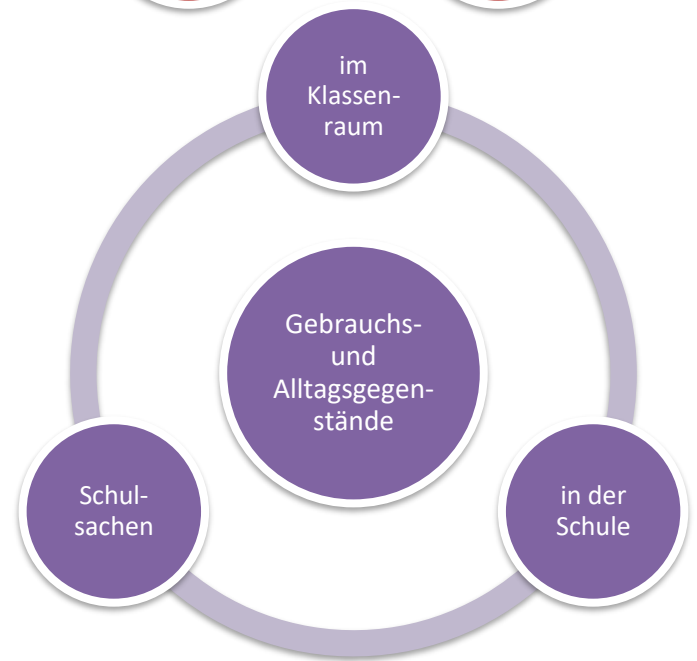 im
Klassen-
raum
Gebrauchs-
und
Alltagsgegen-
stände
Schul-
sachen
in der
Schule